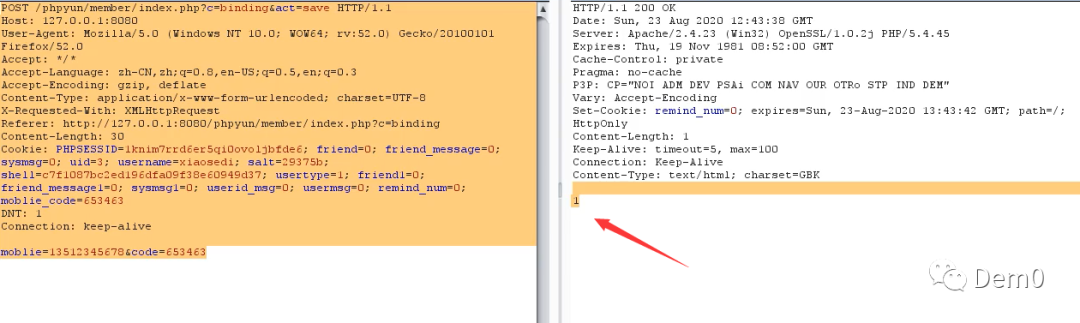 POST /phpyun/member/index.php?c=binding&act=save HTTP/1.1
Host: 127.0.0.1:8080
User-Agent: Mozilla/5.0 (Windows NT 10.0; WOW64; rv:52.0) Gecko/20100101
Firefox/52.0
Accept: */*
Accept-Language: zh-CN,zh;q=0.8,en-US;q=0.5,en;q=0.3
Accept-Encoding: gzip, deflate
Content-Type: application/x-www-form-urlencoded; charset=UTF-8
X-Requested-With: XMLHttpRequest
Referer: http://127.0.0.1:8080/phpyun/member/index.php?c=binding
Content-Length: 30
Cookie: PHPSESSID=1knim7rrd6er5qi0ovoljbfde6; friend=0; friend_message=0;
sysmsg=0; uid=3; username=xiaosedi; salt=29375b;
shell=c7f1087bc2ed196dfa09f38e60949d37; usertype=1; friend1=0;
friend_message1=0; sysmsg1=0; userid_msg=0; usermsg=0; remind_num=0;
moblie_code=653463
DNT: 1
Connection: keep-alive
moblie=13512345678&code=653463
HTTP/1.1 200 OK
Date: Sun, 23 Aug 2020 12:43:38 GMT
Server: Apache/2.4.23 (Win32) OpenSSL/1.0.2j PHP/5.4.45
Expires: Thu, 19 Nov 1981 08:52:00 GMT
Cache-Control: private
Pragma: no-cache
P3P: CP="NOI ADM DEV PSAi COM NAV OUR OTRo STP IND DEM"
Vary: Accept-Encoding
Set-Cookie: remind_num=0; expires=Sun, 23-Aug-2020 13:43:42 GMT; path=/;
HttpOnly
Content-Length: 1
Keep-Alive: timeout=5, max=100
Connection: Keep-Alive
Content-Type: text/html; charset=GBK
1
Dem0